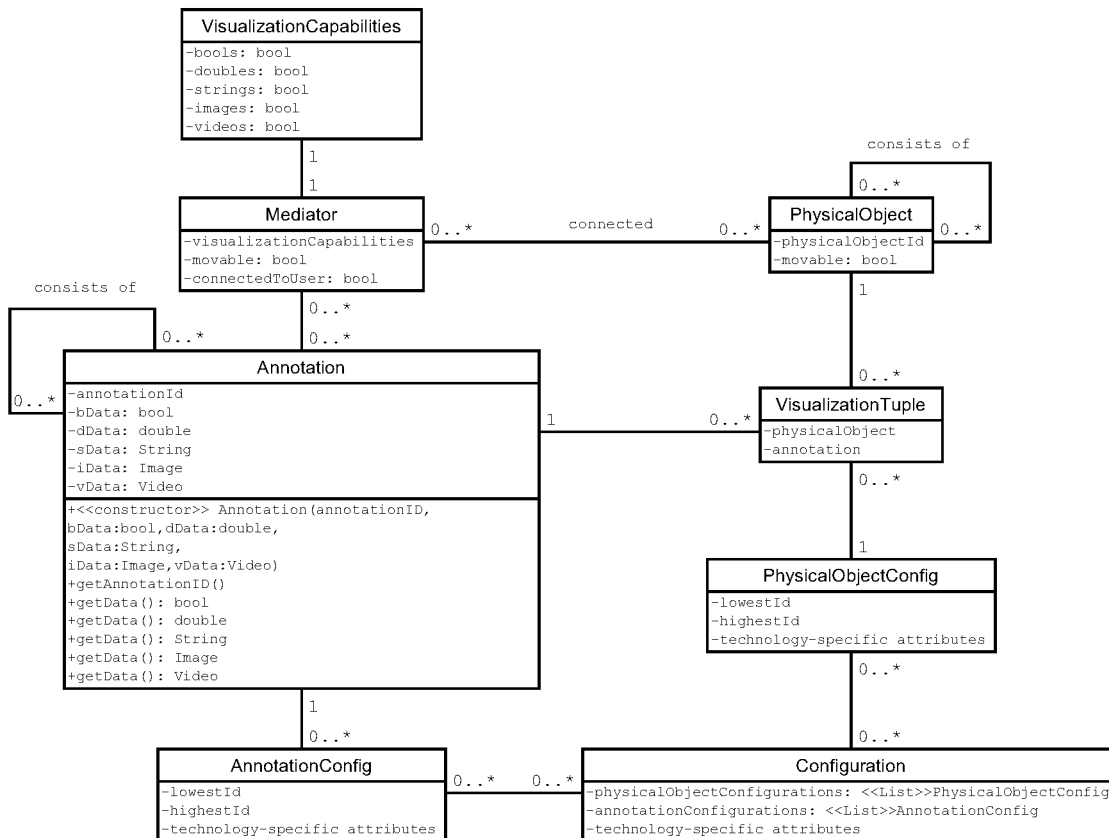 VisualizationCapabilities
-bools: bool
-doubles: bool
-strings: bool
-images: bool
-videos: bool
1
1
Mediator
-visualizationCapabilities
-movable: bool
-connectedToUser: bool
0..*
connected
0..*
consists of
0..*
PhysicalObject
-physicalObjectId
-movable: bool
0..*
1
0..*
consists of
0..*
0..*
0..*
0..*
Annotation
-annotationId
-bData: bool
-dData: double
-sData: String
-iData: Image
-vData: Video
+<<constructor>> Annotation(annotationID,
bData:bool,dData:double,
sData:String,
iData:Image,vData:Video)
+getAnnotationID()
+getData(): bool
+getData(): double
+getData(): String
+getData(): Image
+getData(): Video
1
0..*
VisualizationTuple
-physicalObject
-annotation
0..*
1
PhysicalObjectConfig
-lowestId
-highestId
-technology-specific attributes
0..*
0..*
1
0..*
AnnotationConfig
-lowestId
-highestId
-technology-specific attributes
0..*
0..*
Configuration
-physicalObjectConfigurations: <<List>>PhysicalObjectConfig
-annotationConfigurations: <<List>>AnnotationConfig
-technology-specific attributes